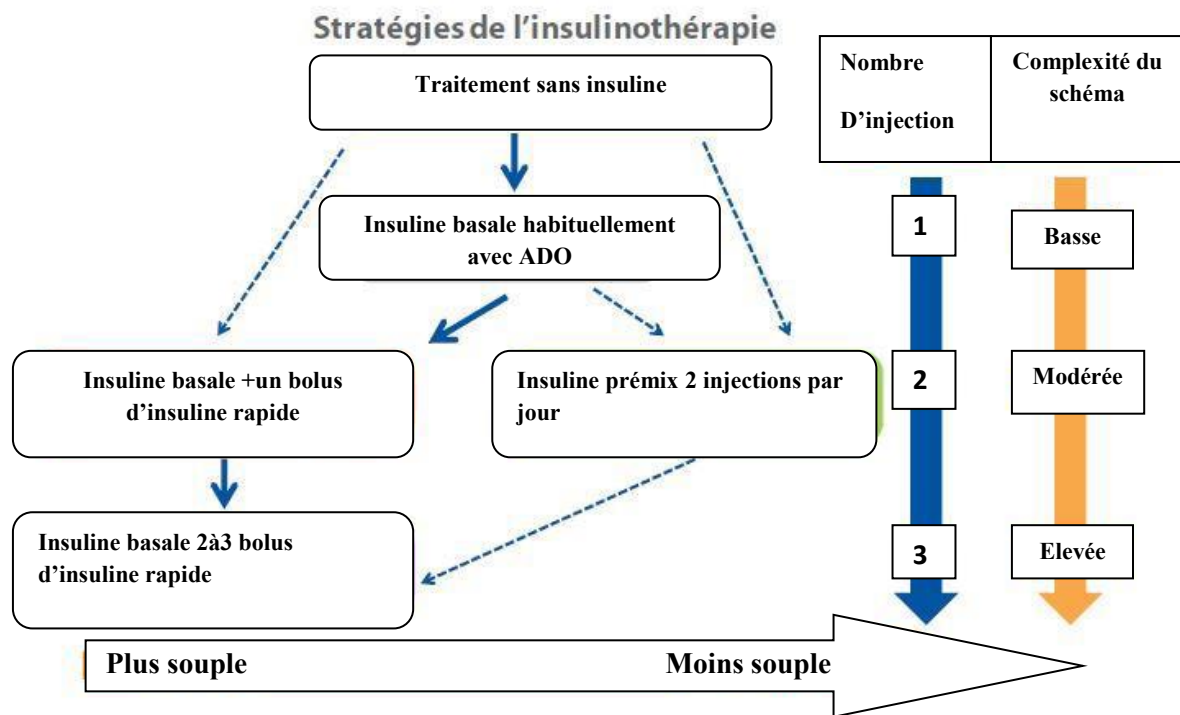 Stratégies de l'insulinothérapie
Traitement sans insuline
Nombre
D'injection
Complexité du
schéma
Insuline basale habituellement
avec ADO
1
Basse
Insuline basale +un bolus
d'insuline rapide
Insuline prémix 2 injections par
jour
2
Modérée
Insuline basale 2à3 bolus
d'insuline rapide
3
Elevée
Plus souple
Moins souple